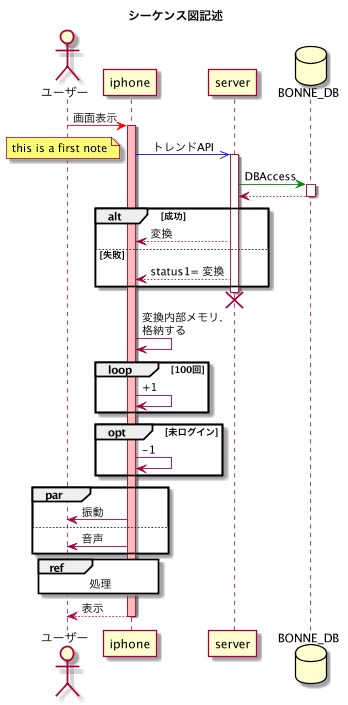 シーケンス図記述
ユーザー
iphone
server
BONNE_DB
画面表示
this is a first note
トレンドAPI
DBAccess
alt [成功]
変換
[失敗]
status1= 変換
変換内部メモリ.
格納する
loop [100回]
+1
opt [未ログイン]
-1
par
振動
音声
ref
処理
表示
ユーザー
iphone
server
BONNE_DB